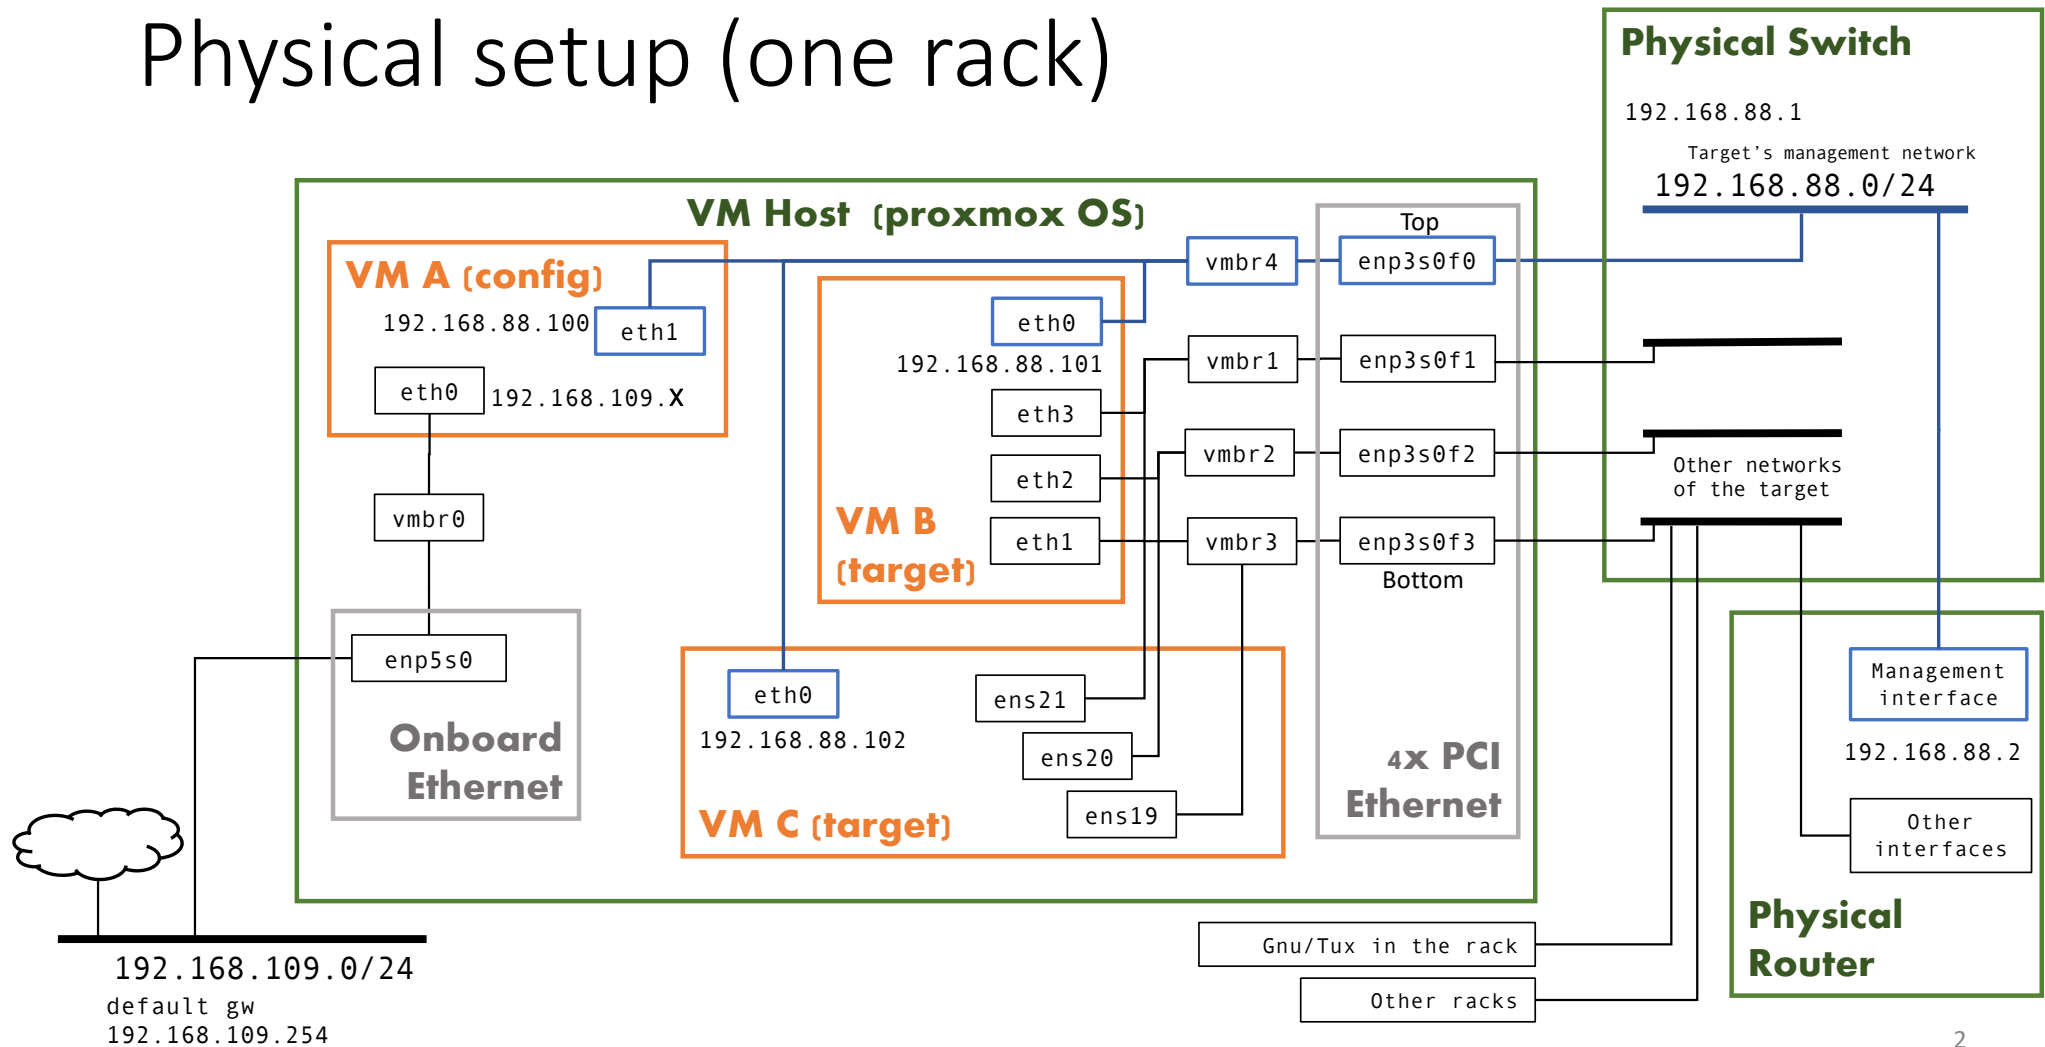 Physical setup (one rack)
Physical Switch
192.168.88.1
Target's management network
192.168.88.0/24
VM Host (proxmox OS)
Top
VM A (config)
vmbr4
enp3s0f0
192.168.88.100
eth1
eth0
192.168.88.101
vmbr1
enp3s0f1
eth0
192.168.109.X
eth3
vmbr2
enp3s0f2
eth2
Other networks
of the target
vmbr0
VM B
(target)
eth1
vmbr3
enp3s0f3
Bottom
enp5s0
Onboard
Ethernet
eth0
192.168.88.102
ens21
ens20
ens19
VM C (target)
4x PCI
Ethernet
Management
interface
192.168.88.2
Other
interfaces
Physical
Router
Gnu/Tux in the rack
Other racks
192.168.109.0/24
default gw
192.168.109.254
2